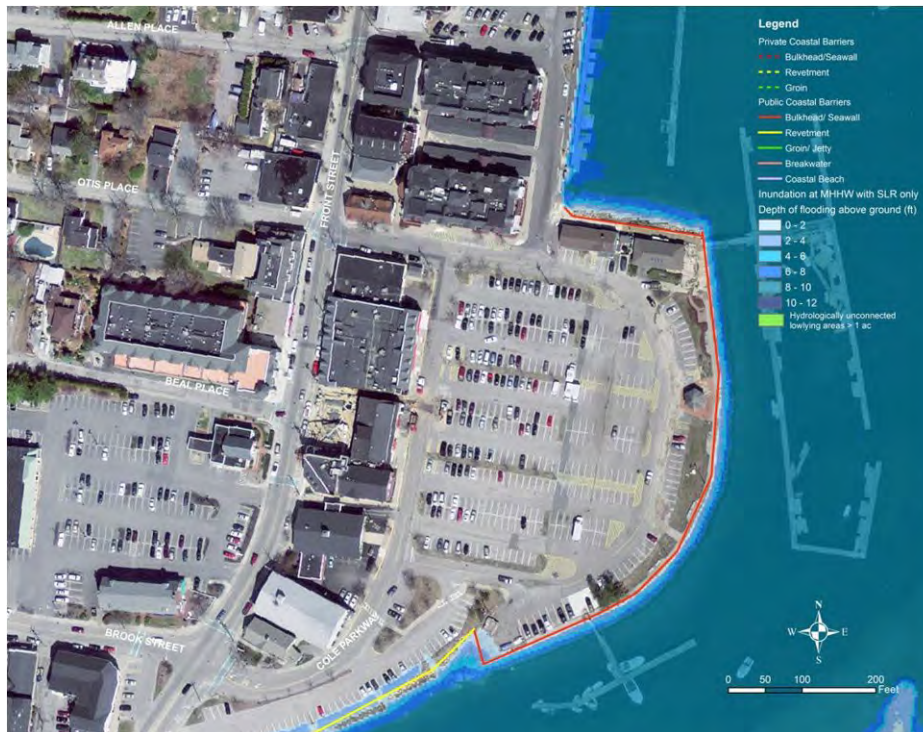 ALLEN PLACE
OTIS PLACE
FRONT STREET
BEAL PLACE
BROOK STREET
COLE PARKWAY
Legend
Private Coastal Barriers
Bulkhead/Seawall
Revetment
Groin
Public Coastal Barriers
Bulkhead/ Seawall
Revetment
Groin/ Jetty
Breakwater
Coastal Beach
Inundation at MHHW with SLR only
Depth of flooding above ground (ft)
0 - 2
2 - 4
4 - 6
6 - 8
8 - 10
10 - 12
Hydrologically unconnected
lowlying areas > 1 ac
N
W E
S
0 50 100 200
Feet